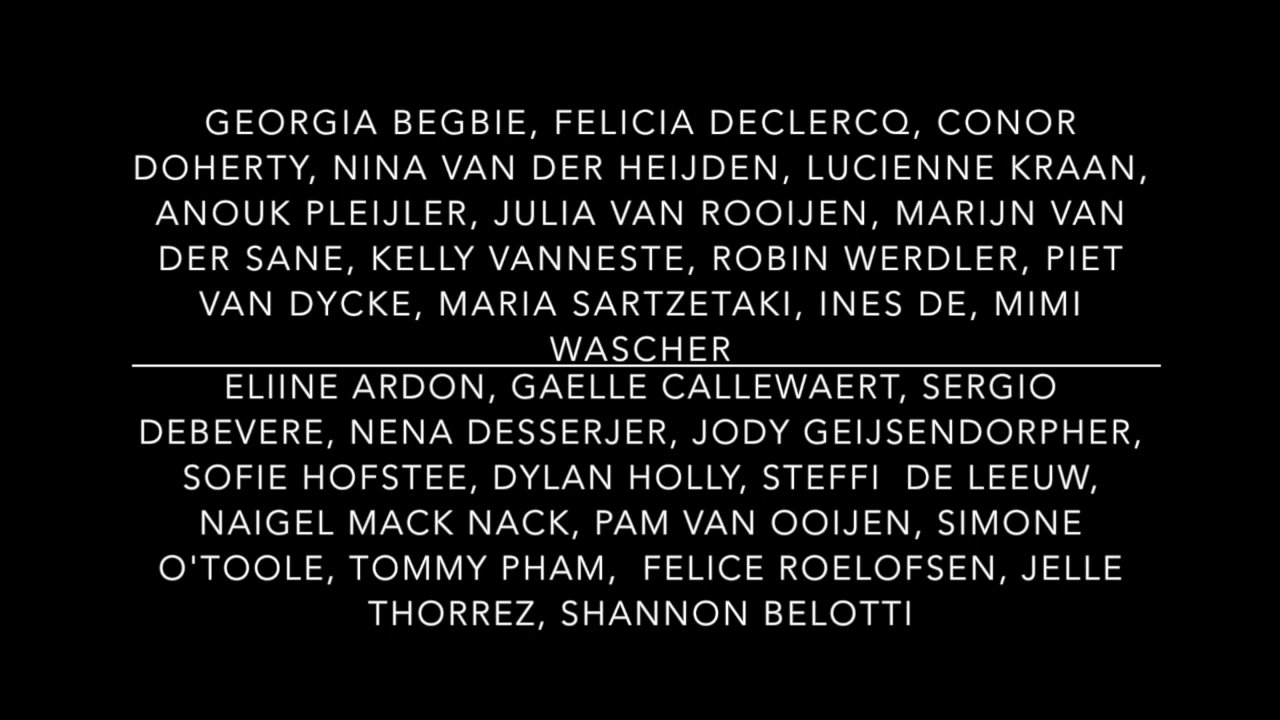 GEORGIA BEGBIE, FELICIA DECLERCQ, CONOR
DOHERTY, NINA VAN DER HEIJDEN, LUCIENNE KRAAN,
ANOUK PLEIJLER, JULIA VAN ROOIJEN, MARIJN VAN
DER SANE, KELLY VANNESTE, ROBIN WERDLER, PIET
VAN DYCKE, MARIA SARTZETAKI, INES DE, MIMI
WASCHER
ELIINE ARDON, GAELLE CALLEWAERT, SERGIO
DEBEVERE, NENA DESSERJER, JODY GEIJSENDORPHER,
SOFIE HOFSTEE, DYLAN HOLLY, STEFFI  DE LEEUW,
NAIGEL MACK NACK, PAM VAN OOIJEN, SIMONE
O'TOOLE, TOMMY PHAM,  FELICE ROELOFSEN, JELLE
THORREZ, SHANNON BELOTTI